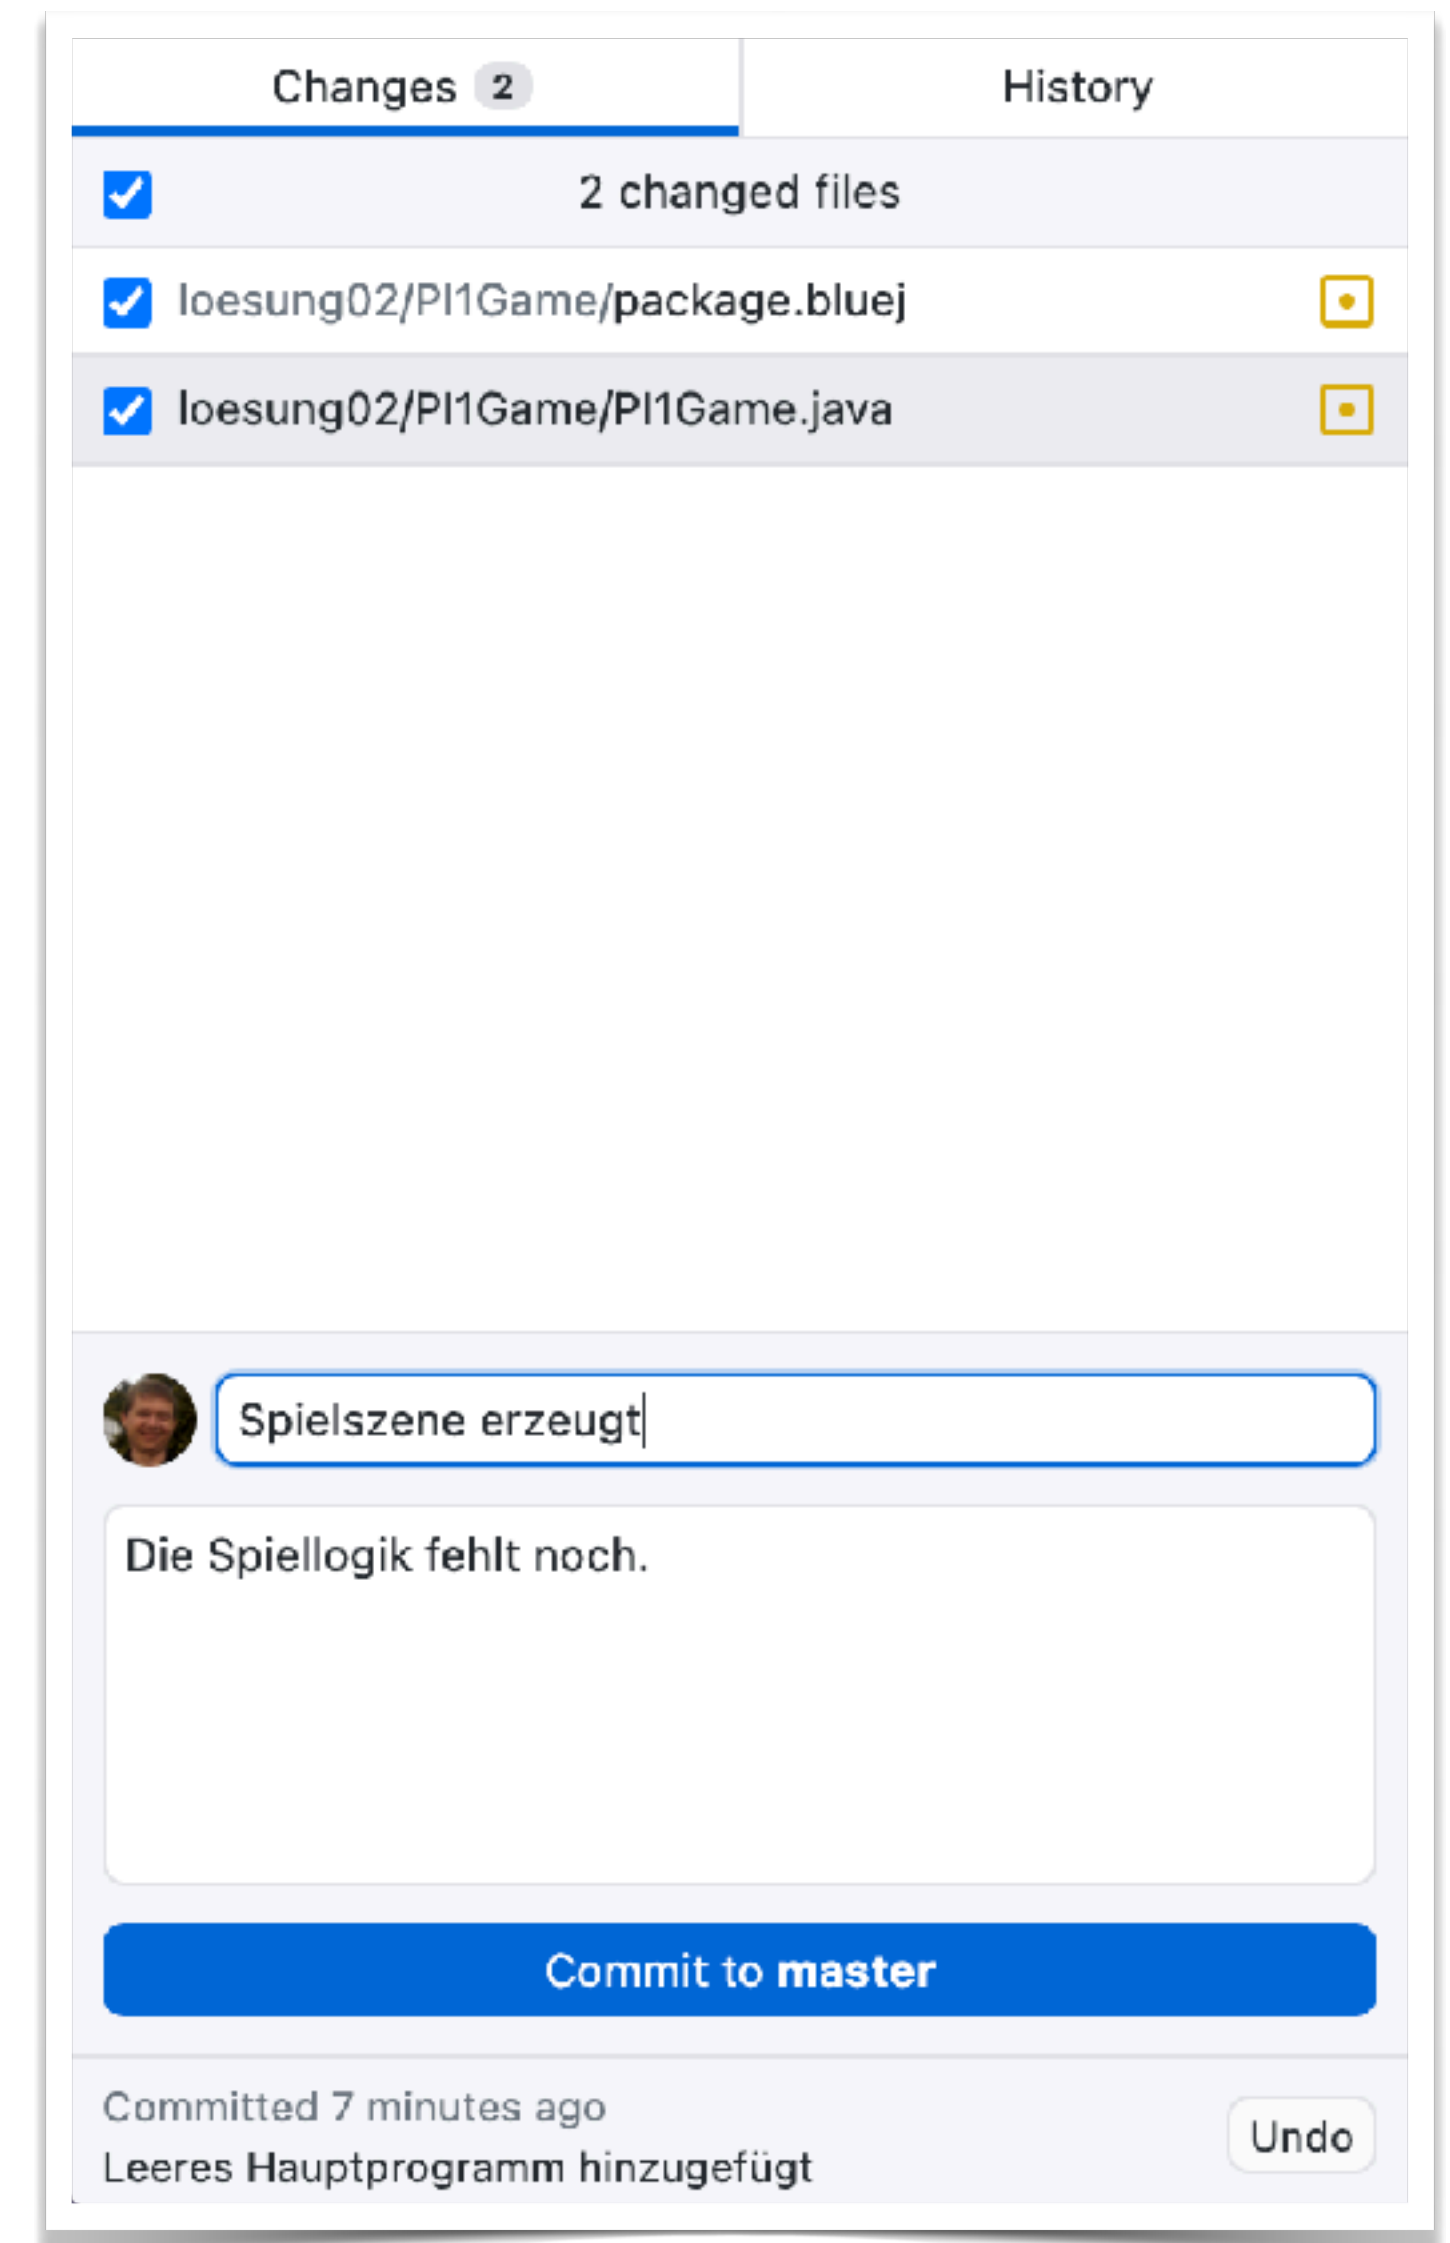 Changes 2
History
2 changed files
loesung02/PI1Game/package.bluej
loesung02/PI1Game/PI1Game.java
Spielszene erzeugt
Die Spiellogik fehlt noch.
Commit to master
Committed 7 minutes ago
Leeres Hauptprogramm hinzugefügt
Undo